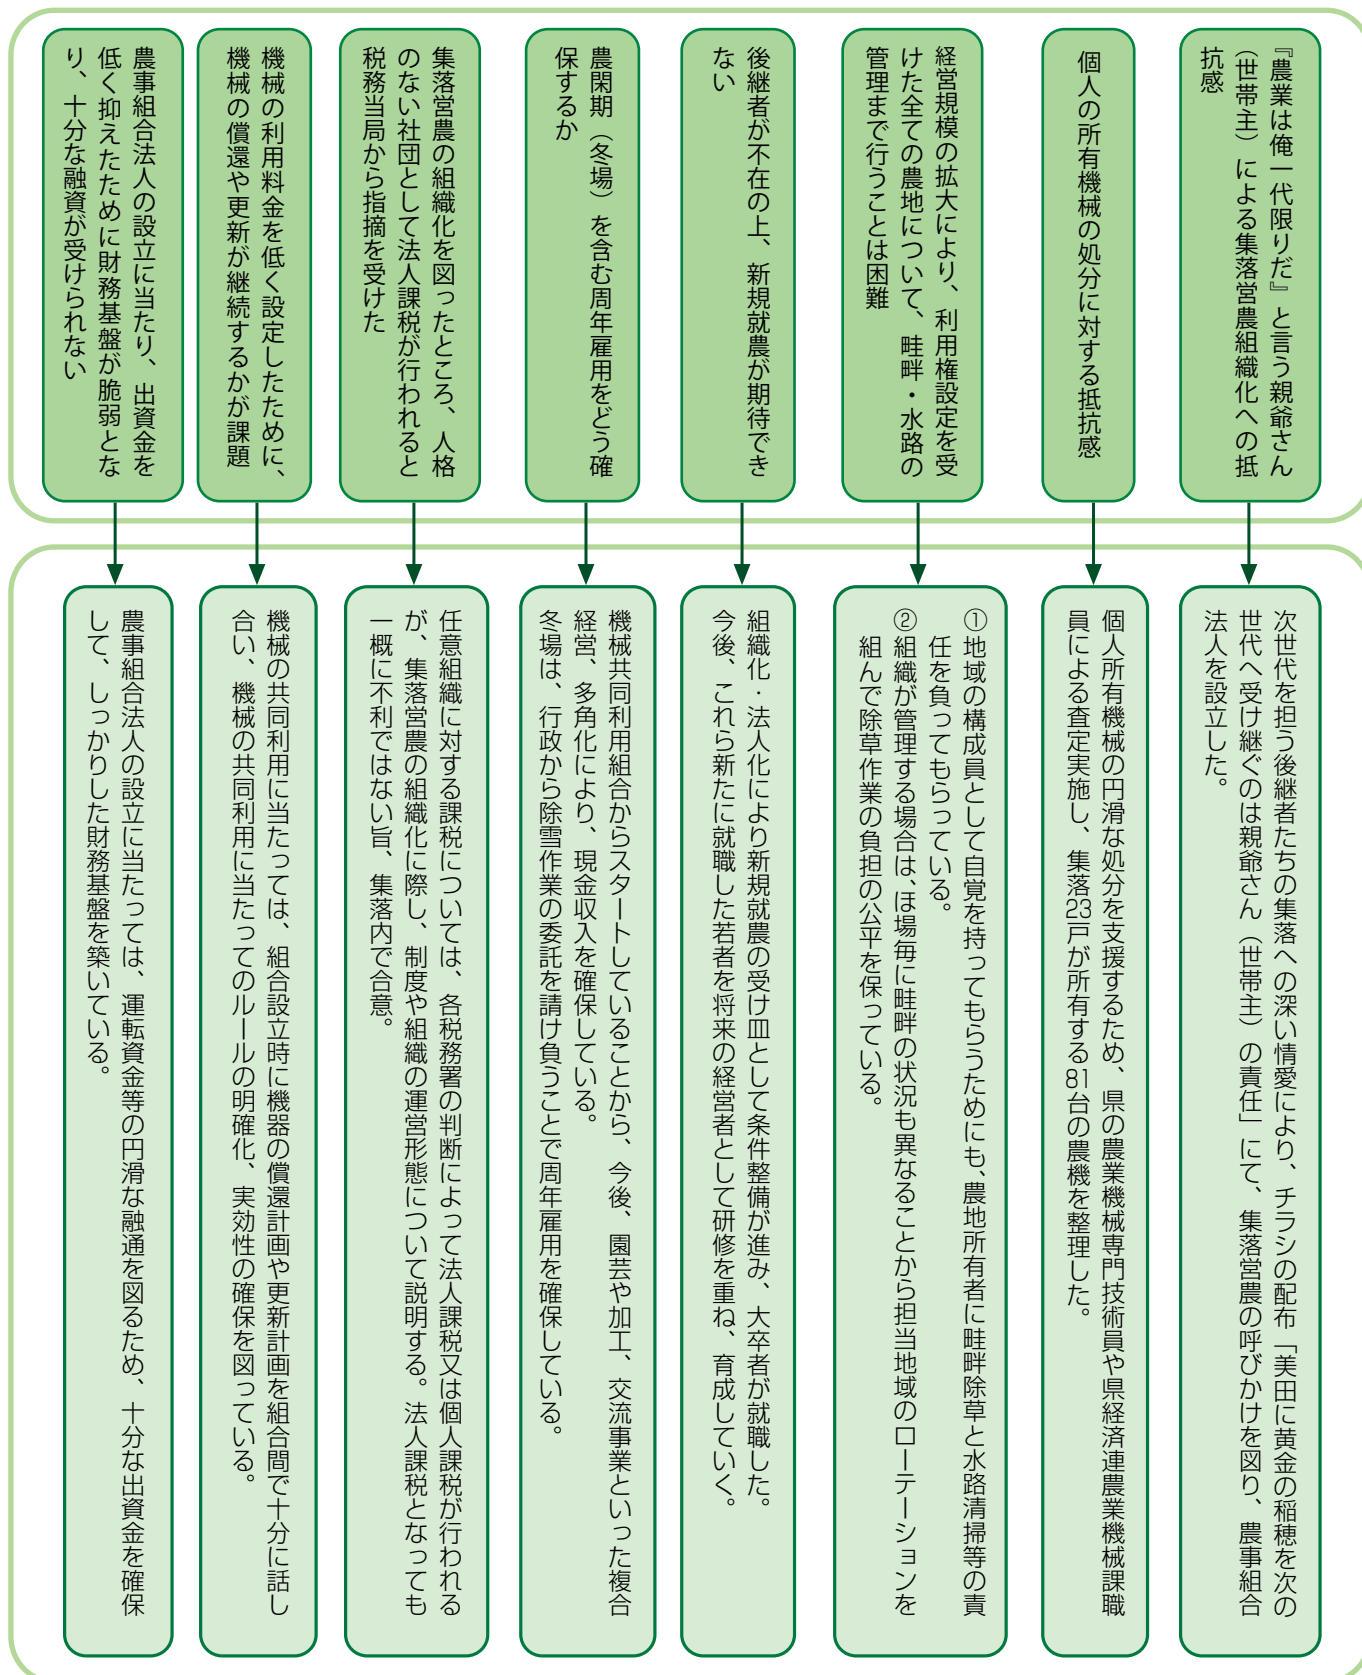 『農業は俺一代限りだ』と言う親爺さん
（世帯主）による集落営農組織化への抵
抗感
次世代を担う後継者たちの集落への深い情愛により、チラシの配布「美田に黄金の稲穂を次の
世代へ受け継ぐのは親爺さん（世帯主）の責任」にて、集落営農の呼びかけを図り、農事組合
法人を設立した。
個人の所有機械の処分に対する抵抗感
個人所有機械の円滑な処分を支援するため、県の農業機械専門技術員や県経済連農業機械課職
員による査定実施し、集落23戸が所有する81台の農機を整理した。
経営規模の拡大により、利用権設定を受
けた全ての農地について、畦畔・水路の
管理まで行うことは困難
①地域の構成員として自覚を持ってもらうためにも、農地所有者に畦畔除草と水路清掃等の責
任を負ってもらっている。
②組織が管理する場合は、ほ場毎に畦畔の状況も異なることから担当地域のローテーションを
組んで除草作業の負担の公平を保っている。
後継者が不在の上、新規就農が期待でき
ない
組織化・法人化により新規就農の受け皿として条件整備が進み、大卒者が就職した。
今後、これら新たに就職した若者を将来の経営者として研修を重ね、育成していく。
農閑期（冬場）を含む周年雇用をどう確
保するか
機械共同利用組合からスタートしていることから、今後、園芸や加工、交流事業といった複合
経営、多角化により、現金収入を確保している。
冬場は、行政から除雪作業の委託を請け負うことで周年雇用を確保している。
集落営農の組織化を図ったところ、人格
のない社団として法人課税が行われると
税務当局から指摘を受けた
任意組織に対する課税については、各税務署の判断によって法人課税又は個人課税が行われる
が、集落営農の組織化に際し、制度や組織の運営形態について説明する。法人課税となっても
一概に不利ではない旨、集落内で合意。
機械の利用料金を低く設定したために、
機械の償還や更新が継続するかが課題
機械の共同利用に当たっては、組合設立時に機器の償還計画や更新計画を組合間で十分に話し
合い、機械の共同利用に当たってのルールの明確化、実効性の確保を図っている。
農事組合法人の設立に当たり、出資金を
低く抑えたために財務基盤が脆弱とな
り、十分な融資が受けられない
農事組合法人の設立に当たっては、運転資金等の円滑な融通を図るため、十分な出資金を確保
して、しっかりした財務基盤を築いている。